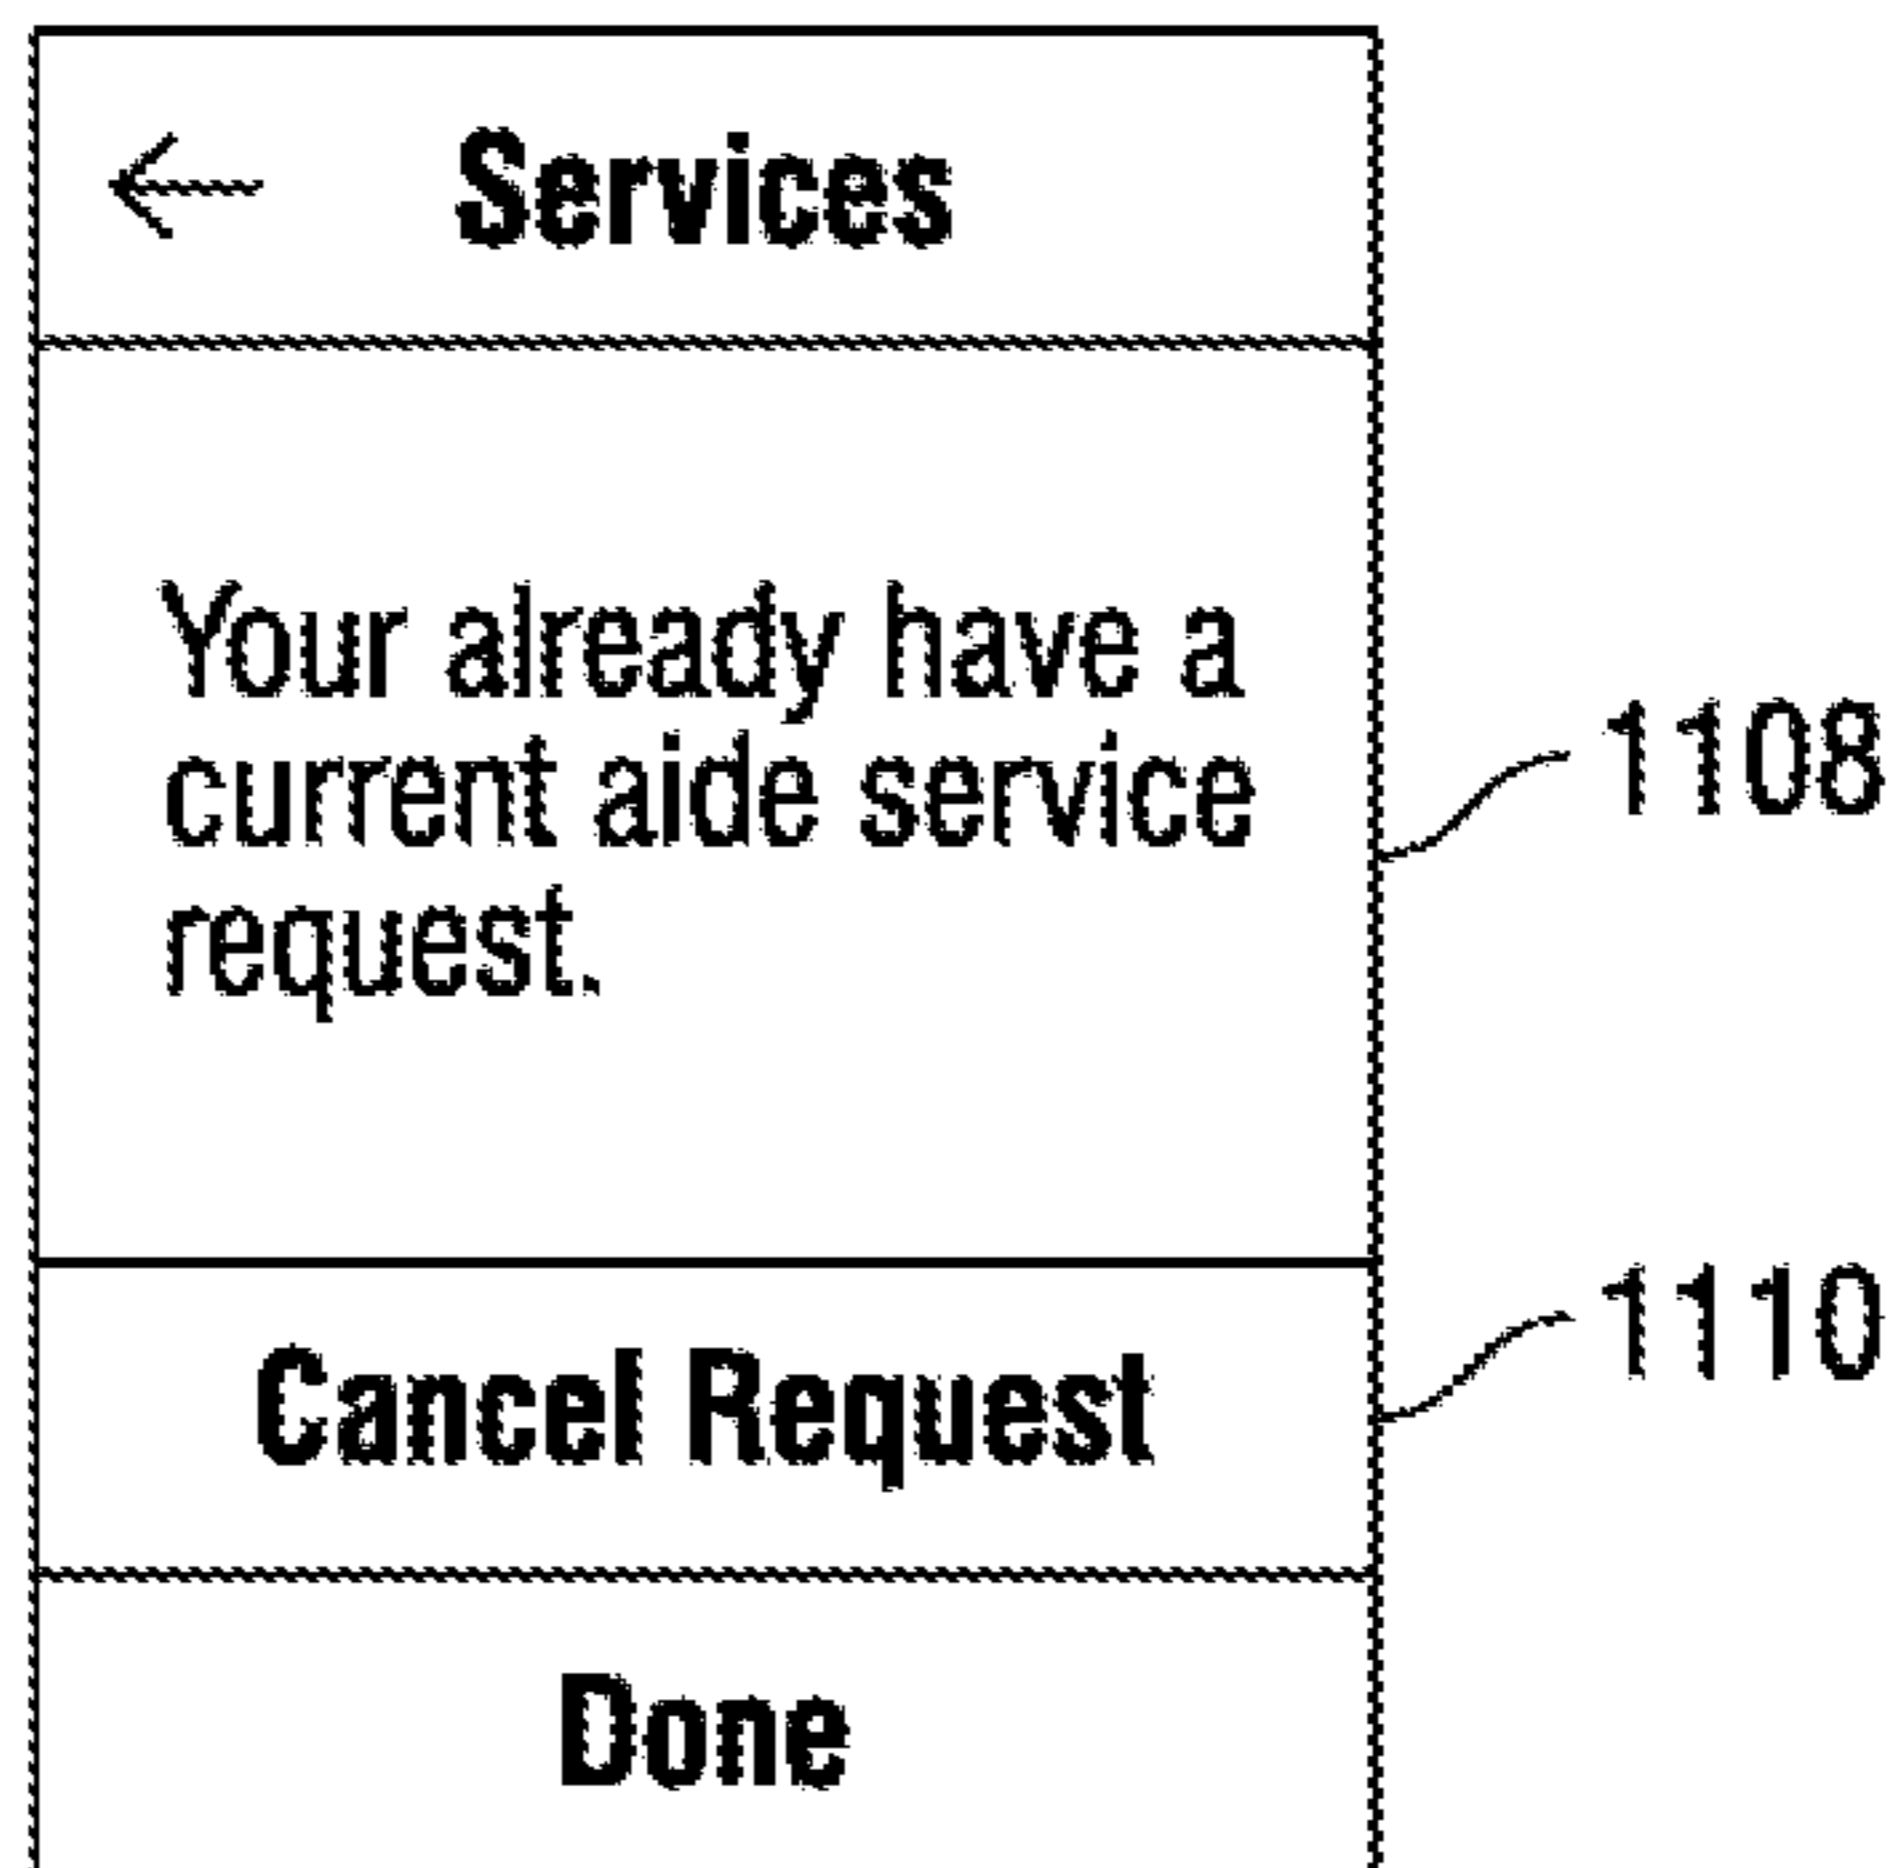 Services
Your already have a
current aide service
request.
1108
Cancel Request
1110
Done